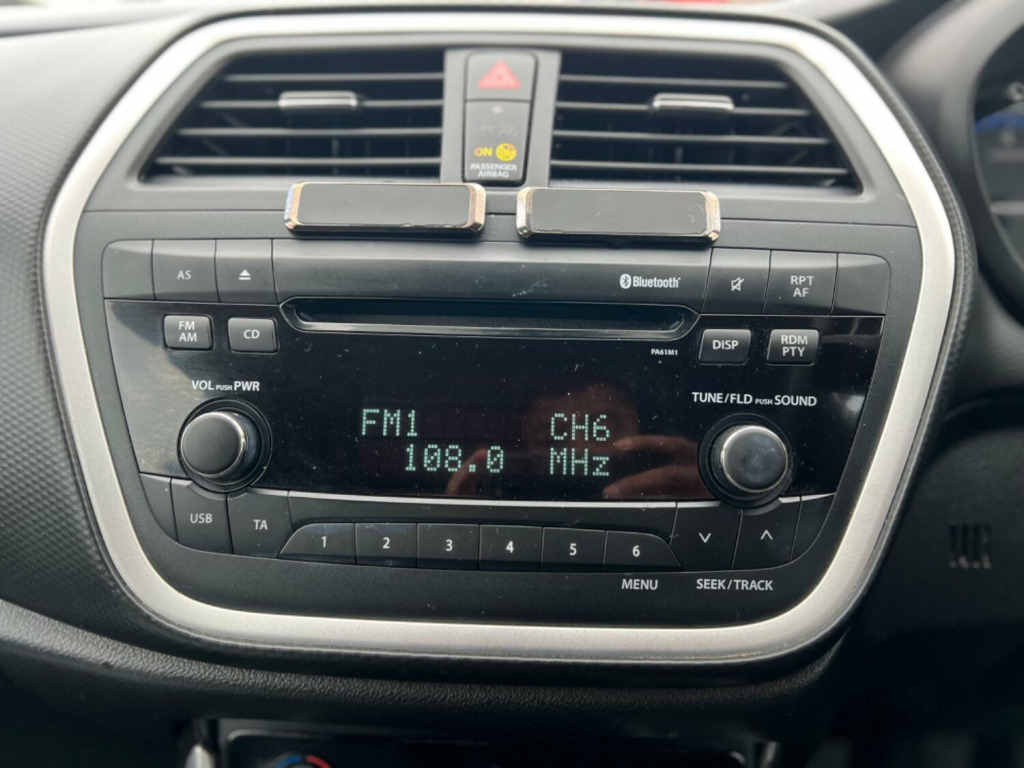 ON
PASSENGER
AIRBAG
AS
Bluetooth
RPT
AF
FM
AM
CD
PA61M1
DISP
RDM
PTY
VOL PUSH PWR
TUNE/FLD PUSH SOUND
FM1 CH6
108.0 MHz
USB
TA
1 2 3 4 5 6
MENU
SEEK/TRACK